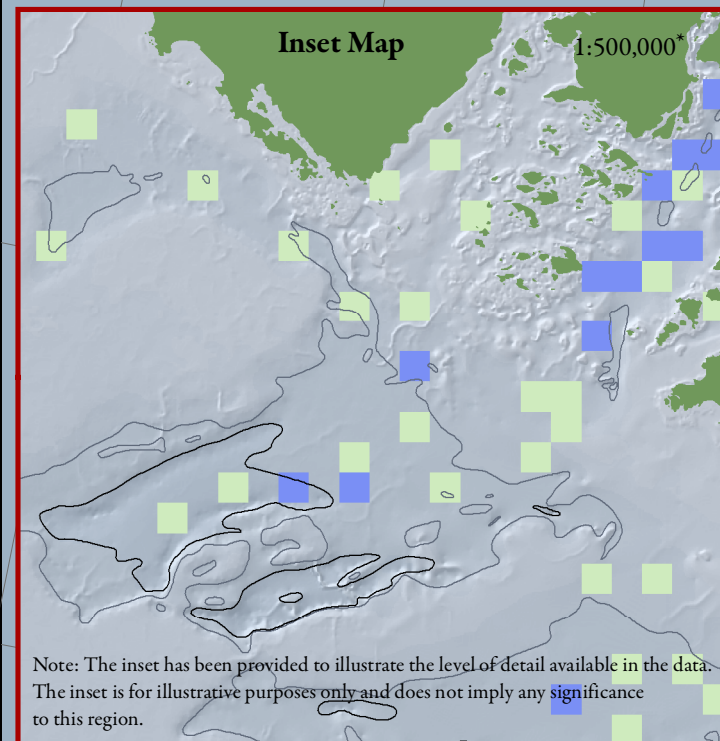 Inset Map
1:500,000*
Note: The inset has been provided to illustrate the level of detail available in the data.
The inset is for illustrative purposes only and does not imply any significance
to this region.